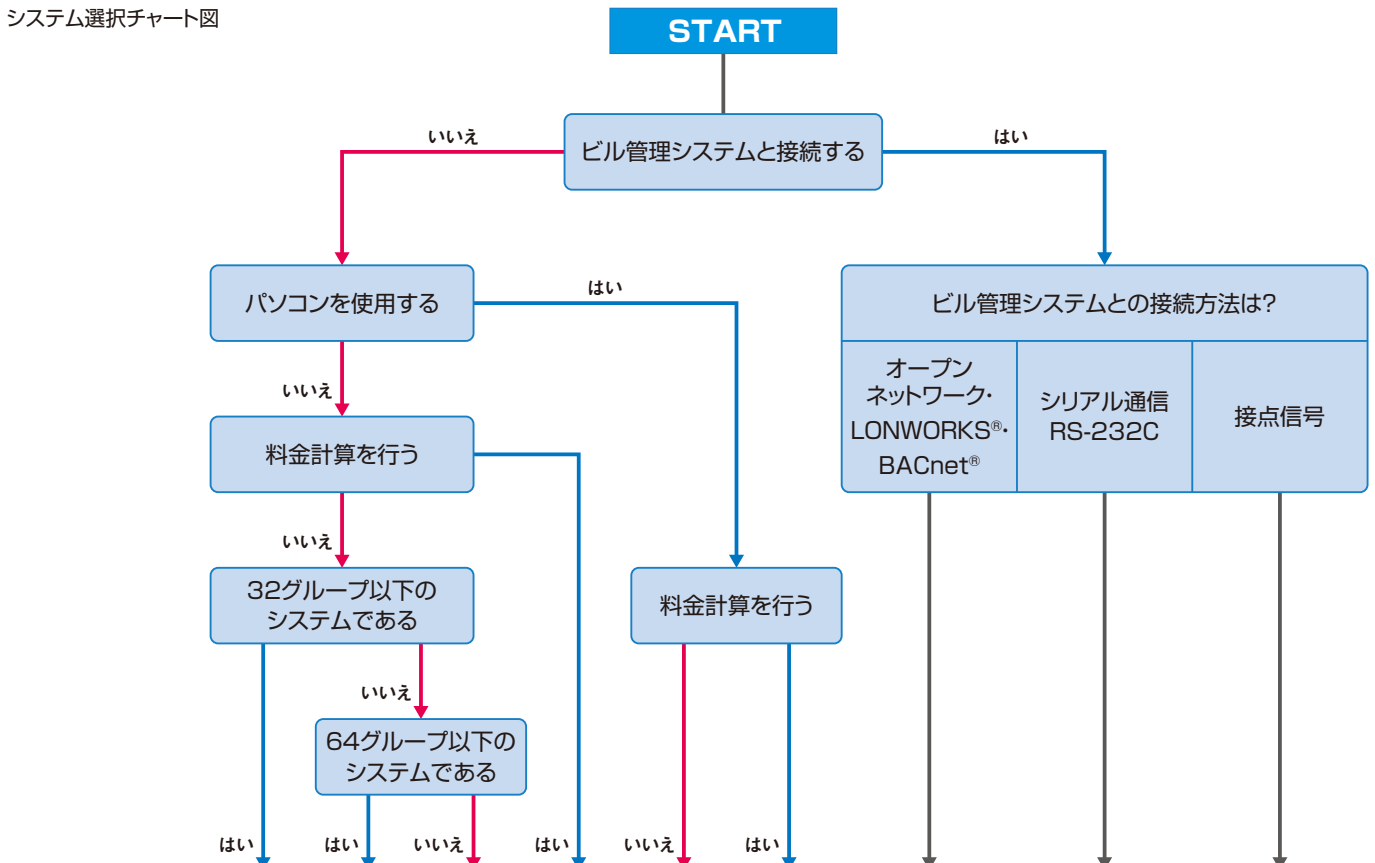 システム選択チャート図
START
いいえ
はい
ビル管理システムと接続する
パソコンを使用する
はい
ビル管理システムとの接続方法は?
オープン
ネットワーク・
LONWORKS®・
BACnet®
シリアル通信
RS-232C
接点信号
いいえ
料金計算を行う
いいえ
32グループ以下の
システムである
料金計算を行う
いいえ
64グループ以下の
システムである
はい
はい
いいえ
はい
いいえ
はい